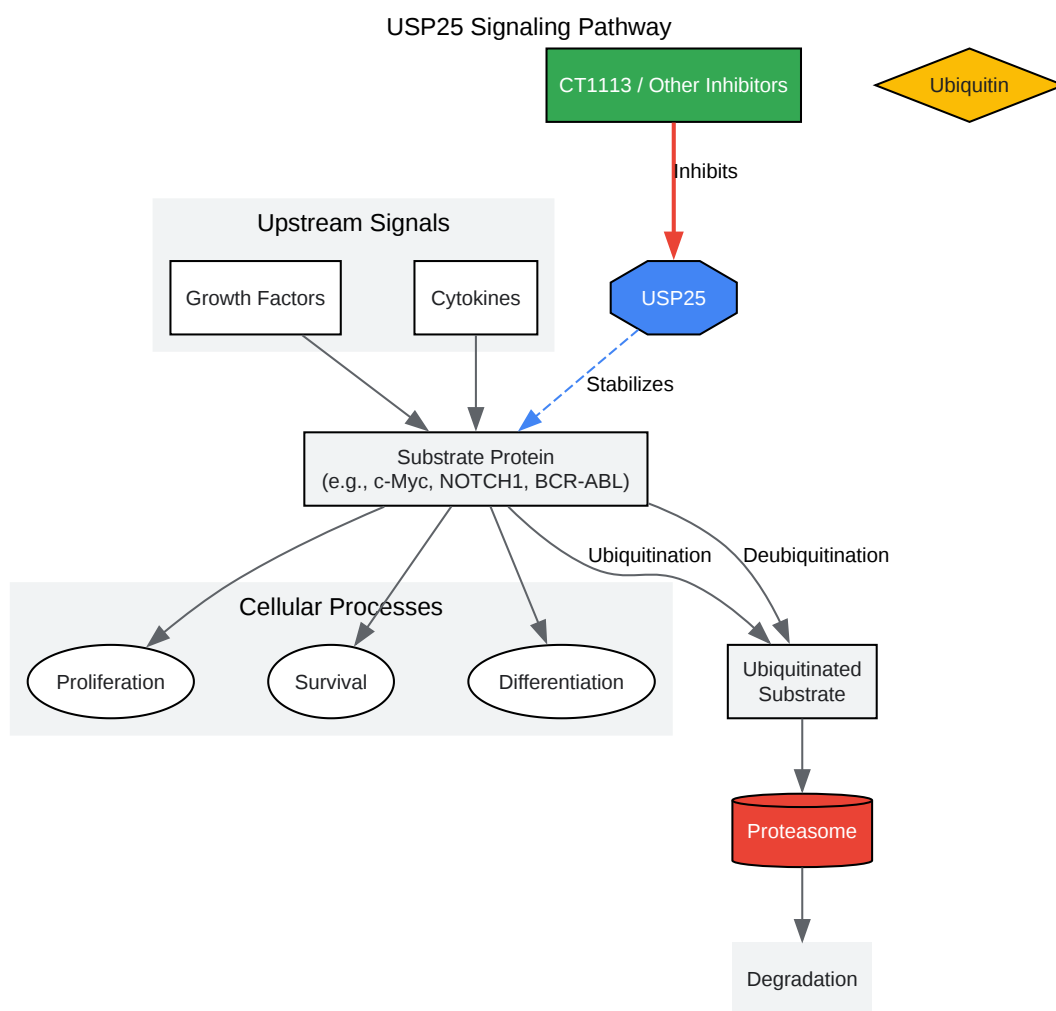 USP25 Signaling Pathway
CT1113 / Other Inhibitors
Ubiquitin
Inhibits
Upstream Signals
Growth Factors
Cytokines
USP25
Stabilizes
Substrate Protein
(e.g., c-Myc, NOTCH1, BCR-ABL)
Ubiquitination
Deubiquitination
Cellular Processes
Proliferation
Survival
Differentiation
Ubiquitinated
Substrate
Proteasome
Degradation